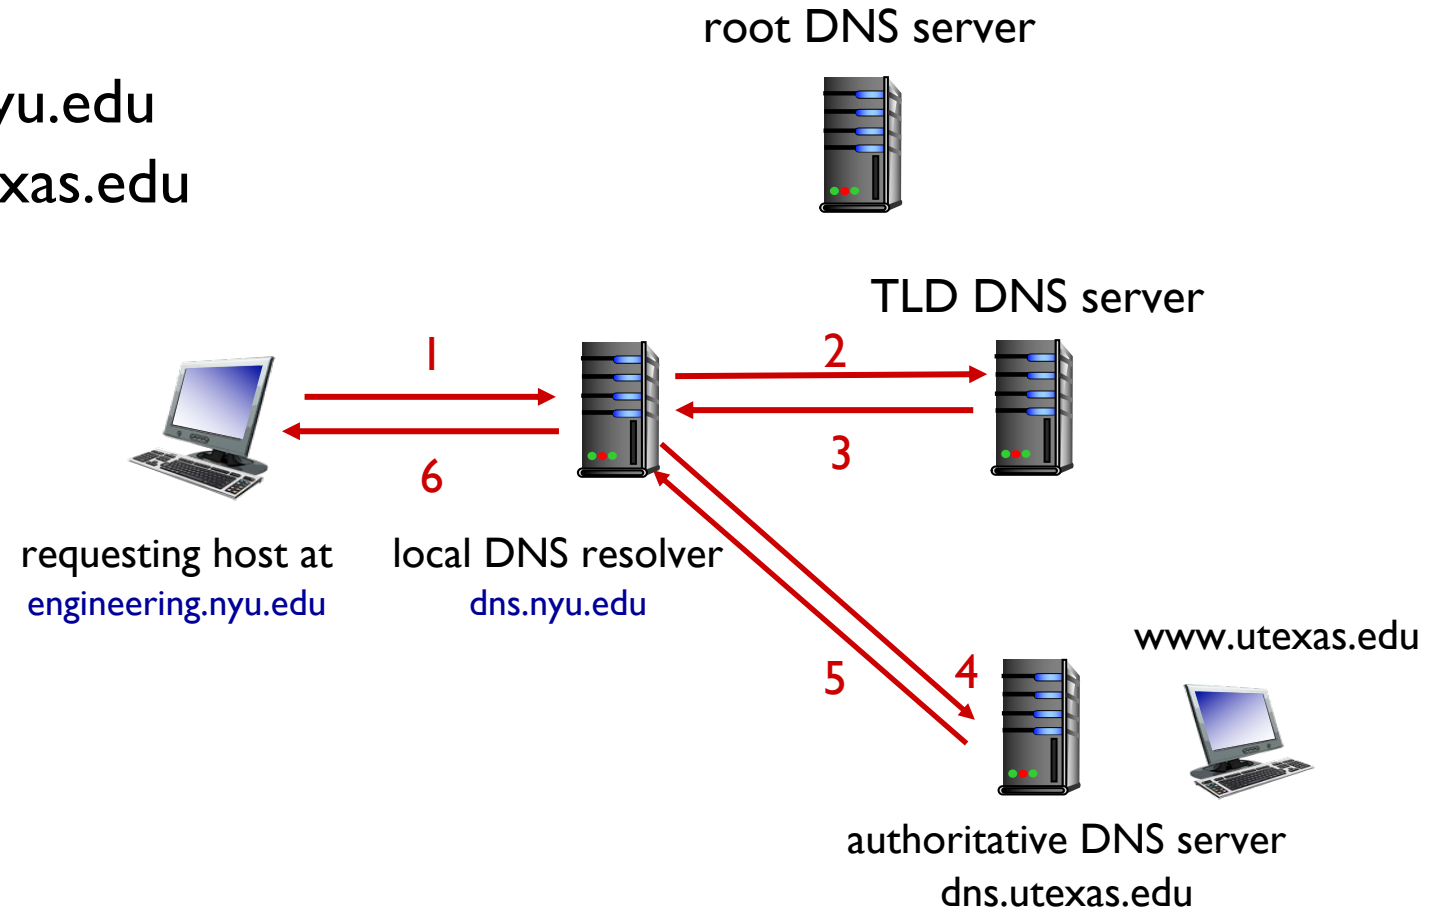 root DNS server
yu.edu
xas.edu
TLD DNS server
1
2
3
6
requesting host at
engineering.nyu.edu
local DNS resolver
dns.nyu.edu
www.utexas.edu
5
4
authoritative DNS server
dns.utexas.edu